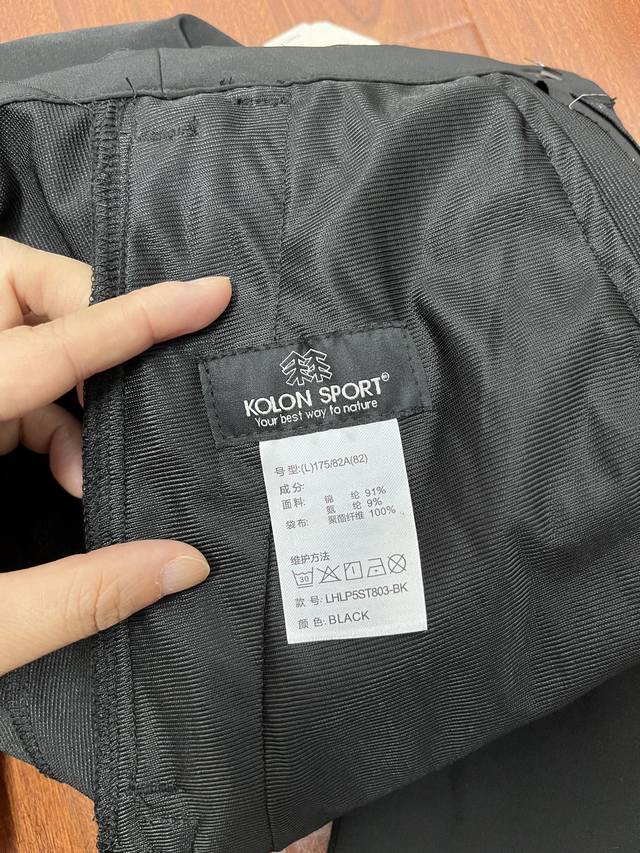 KOLON SPORT®
Your best way to nature
号 型:(L)175/82A(82)
成分:
面料: 锦 纶 91%
氨 纶 9%
袋布: 聚酯纤维 100%
维护方法
30
款 号: LHLP5ST803-BK
颜 色: BLACK